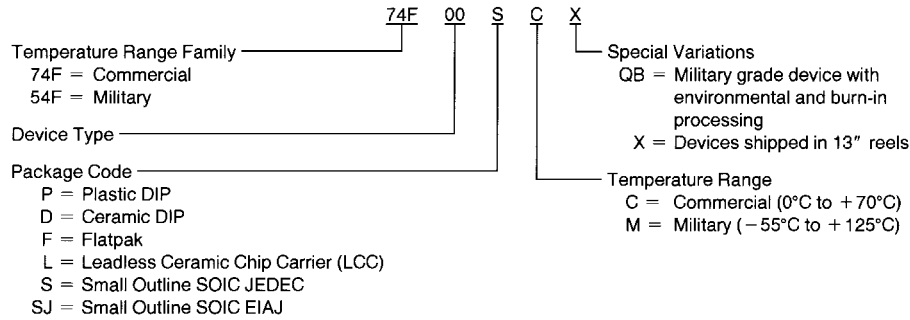 74F 00 S C X
Temperature Range Family
74F = Commercial
54F = Military
Device Type
Package Code
P = Plastic DIP
D = Ceramic DIP
F = Flatpak
L = Leadless Ceramic Chip Carrier (LCC)
S = Small Outline SOIC JEDEC
SJ = Small Outline SOIC EIAJ
Special Variations
QB = Military grade device with
environmental and burn-in
processing
X = Devices shipped in 13" reels
Temperature Range
C = Commercial (0°C to +70°C)
M = Military (−55°C to +125°C)